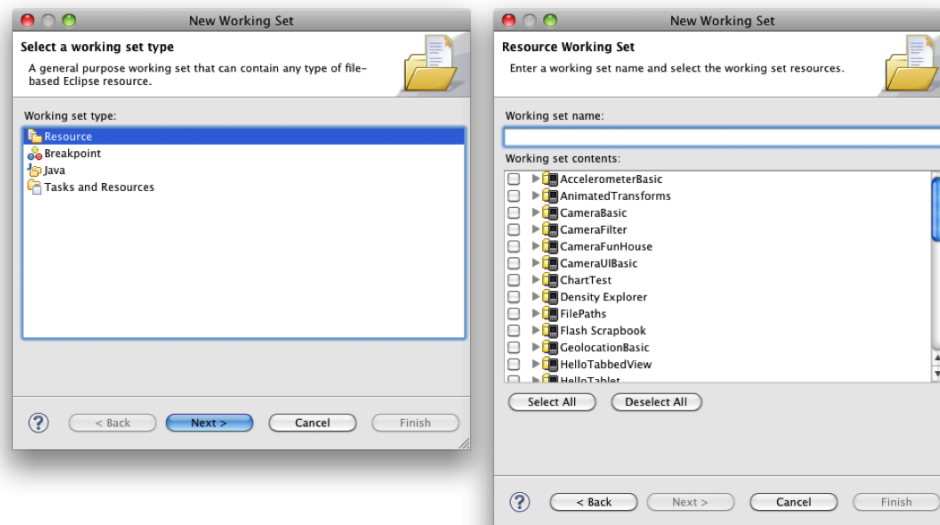 New Working Set
Select a working set type
A general purpose working set that can contain any type of file-
based Eclipse resource.
Working set type:
Resource
Breakpoint
Java
Tasks and Resources
?
< Back
Next >
Cancel
Finish
New Working Set
Resource Working Set
Enter a working set name and select the working set resources.
Working set name:
Working set contents:
AccelerometerBasic
AnimatedTransforms
CameraBasic
CameraFilter
CameraFunHouse
CameraUIBasic
ChartTest
Density Explorer
FilePaths
Flash Scrapbook
GeolocationBasic
HelloTabbedView
HelloTablet
Select All
Deselect All
?
< Back
Next >
Cancel
Finish